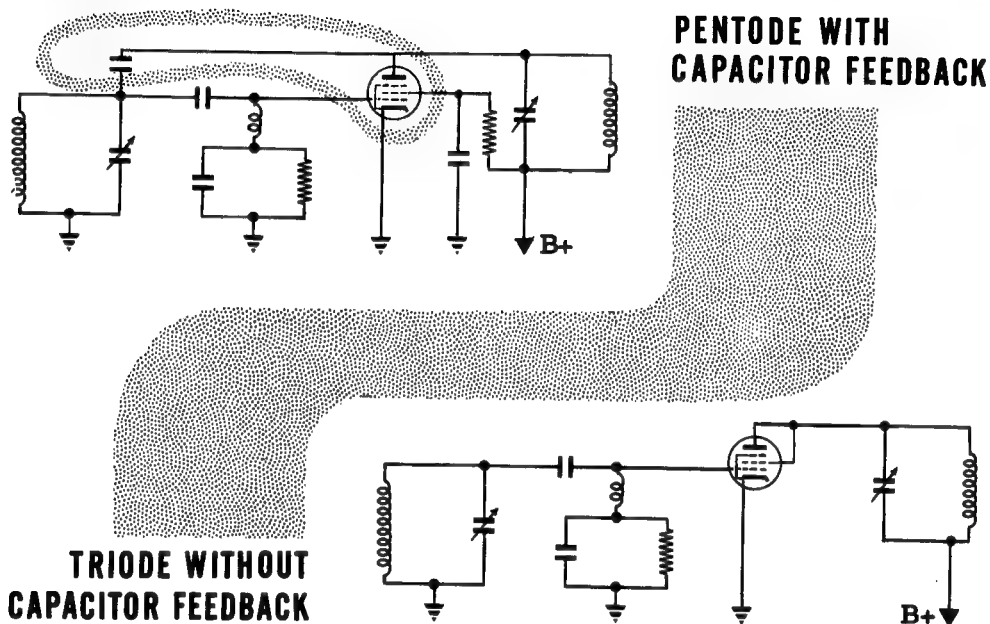 PENTODE WITH
CAPACITOR FEEDBACK
B+
TRIODE WITHOUT
CAPACITOR FEEDBACK
B+